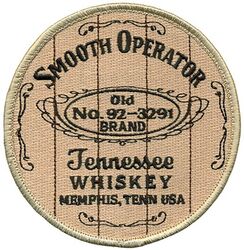 SMOOTH OPERATOR
Old
No. 92-3291
BRAND
Tennessee
WHISKEY
MEMPHIS, TENN USA